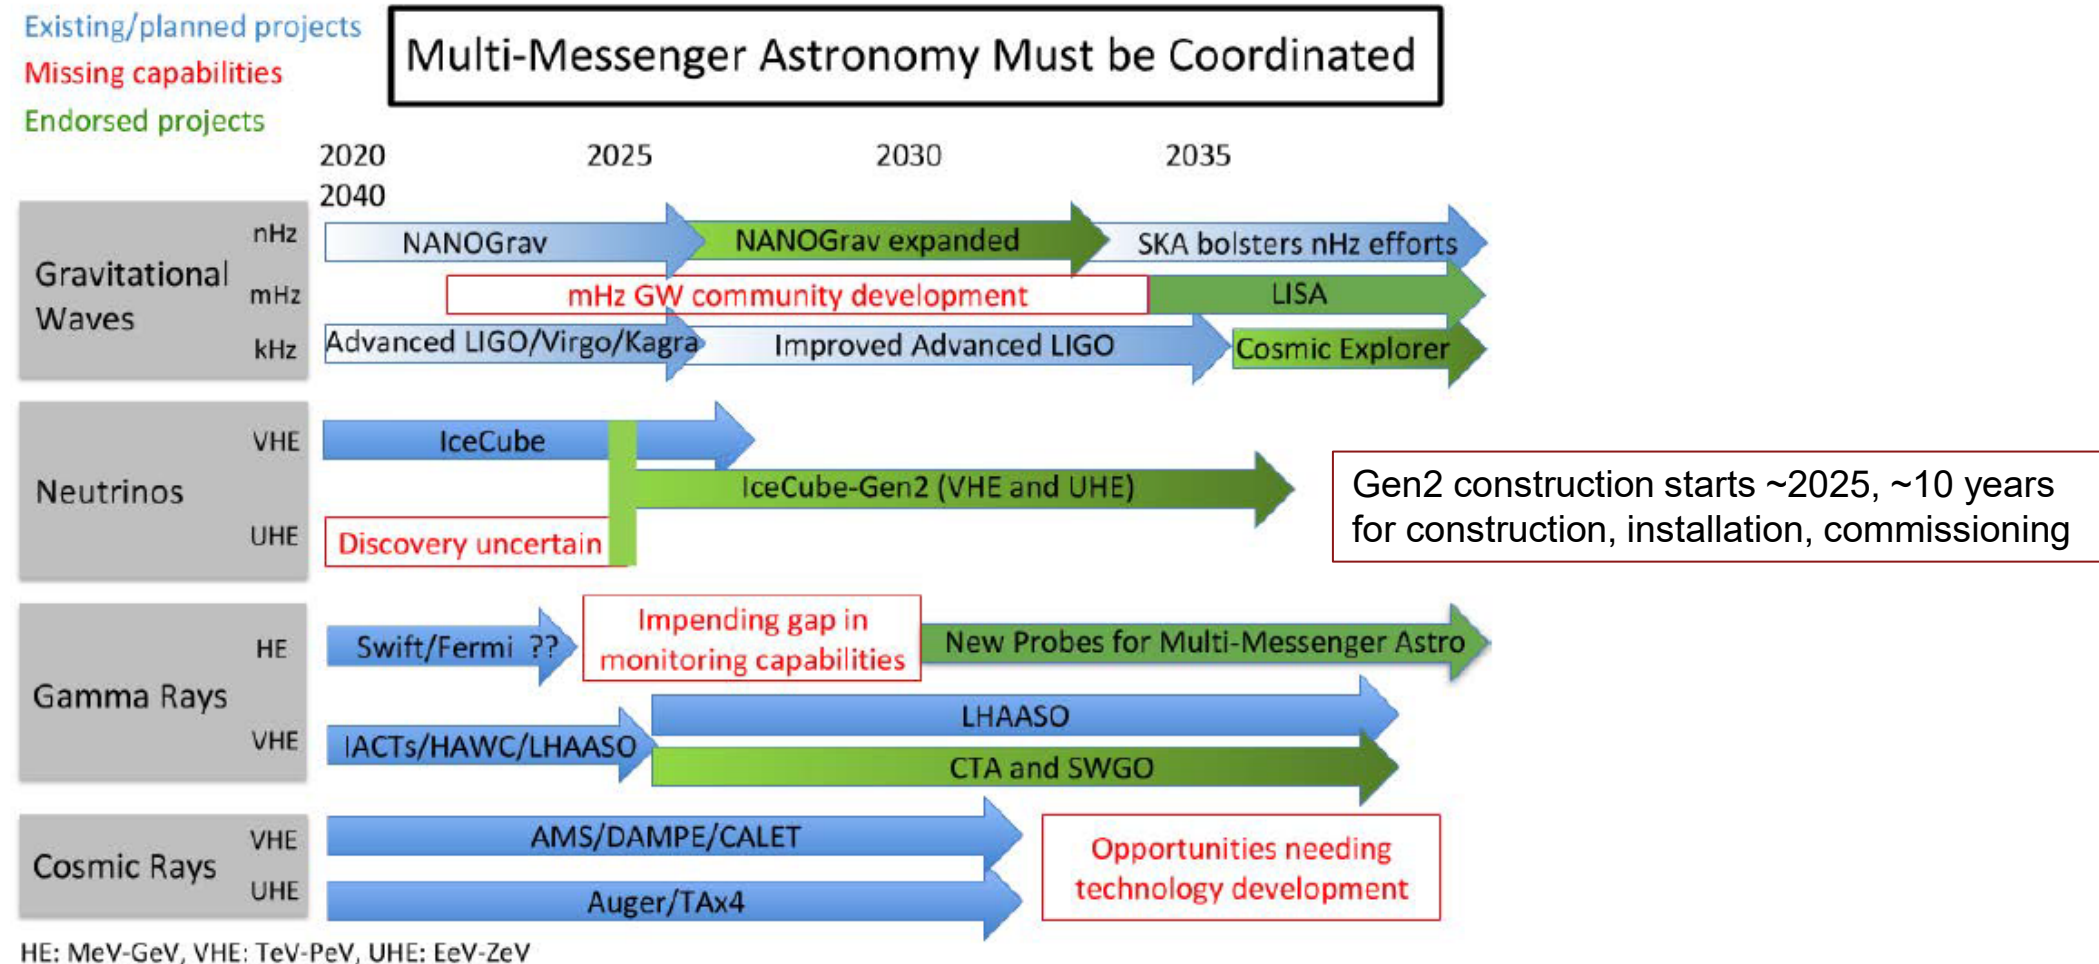 Existing/planned projects
Missing capabilities
Endorsed projects
Multi-Messenger Astronomy Must be Coordinated
2020 2025 2030 2035
2040
Gravitational
Waves
nHz
NANOGrav
NANOGrav expanded
SKA bolsters nHz efforts
mHz
mHz GW community development
LISA
kHz
Advanced LIGO/Virgo/Kagra
Improved Advanced LIGO
Cosmic Explorer
Neutrinos
VHE
IceCube
IceCube-Gen2 (VHE and UHE)
UHE
Discovery uncertain
Gen2 construction starts ~2025, ~10 years
for construction, installation, commissioning
Gamma Rays
HE
Swift/Fermi ??
Impending gap in
monitoring capabilities
New Probes for Multi-Messenger Astro
VHE
IACTs/HAWC/LHAASO
LHAASO
CTA and SWGO
Cosmic Rays
VHE
AMS/DAMPE/CALET
UHE
Auger/TAx4
Opportunities needing
technology development
HE: MeV-GeV, VHE: TeV-PeV, UHE: EeV-ZeV